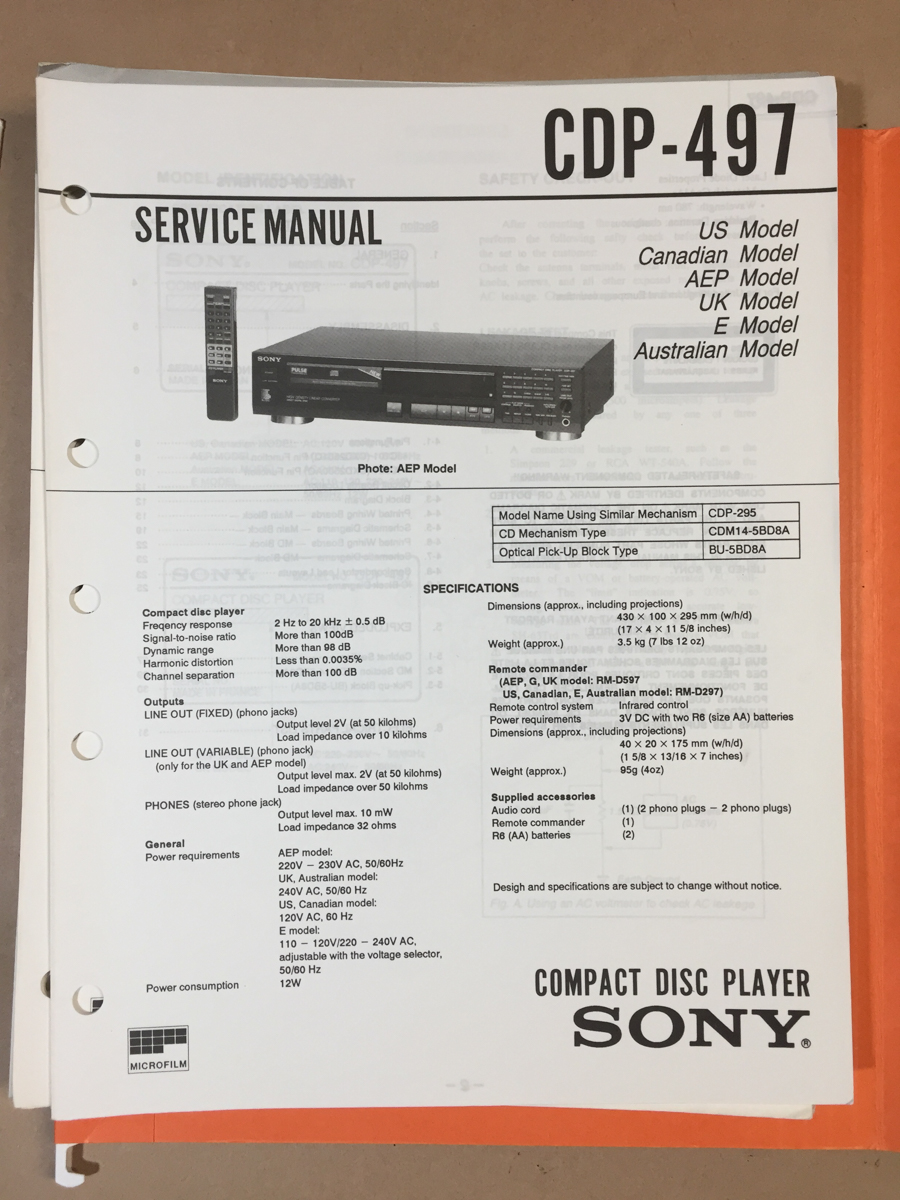 CDP-497
SERVICE MANUAL
US Model
Canadian Model
AEP Model
UK Model
E Model
Australian Model
SONY
PULSE
SONY
Phote: AEP Model
Model Name Using Similar Mechanism CDP-295
CD Mechanism Type CDM14-5BD8A
Optical Pick-Up Block Type BU-5BD8A
SPECIFICATIONS
Compact disc player
Freqency response 2 Hz to 20 kHz ± 0.5 dB
Signal-to-noise ratio More than 100dB
Dynamic range More than 98 dB
Harmonic distortion Less than 0.0035%
Channel separation More than 100 dB
Outputs
LINE OUT (FIXED) (phono jacks)
Output level 2V (at 50 kilohms)
Load impedance over 10 kilohms
LINE OUT (VARIABLE) (phono jack)
(only for the UK and AEP model)
Output level max. 2V (at 50 kilohms)
Load impedance over 50 kilohms
PHONES (stereo phone jack)
Output level max. 10 mW
Load impedance 32 ohms
General
Power requirements AEP model:
220V — 230V AC, 50/60Hz
UK, Australian model:
240V AC, 50/60 Hz
US, Canadian model:
120V AC, 60 Hz
E model:
110 — 120V/220 — 240V AC,
adjustable with the voltage selector,
50/60 Hz
Power consumption 12W
Dimensions (approx., including projections)
430 × 100 × 295 mm (w/h/d)
(17 × 4 × 11 5/8 inches)
Weight (approx.) 3.5 kg (7 lbs 12 oz)
Remote commander
(AEP, G, UK model: RM-D597
US, Canadian, E, Australian model: RM-D297)
Remote control system Infrared control
Power requirements 3V DC with two R6 (size AA) batteries
Dimensions (approx., including projections)
40 × 20 × 175 mm (w/h/d)
(1 5/8 × 13/16 × 7 inches)
Weight (approx.) 95g (4oz)
Supplied accessories
Audio cord (1) (2 phono plugs — 2 phono plugs)
Remote commander (1)
R6 (AA) batteries (2)
Desigh and specifications are subject to change without notice.
COMPACT DISC PLAYER
SONY®
MICROFILM